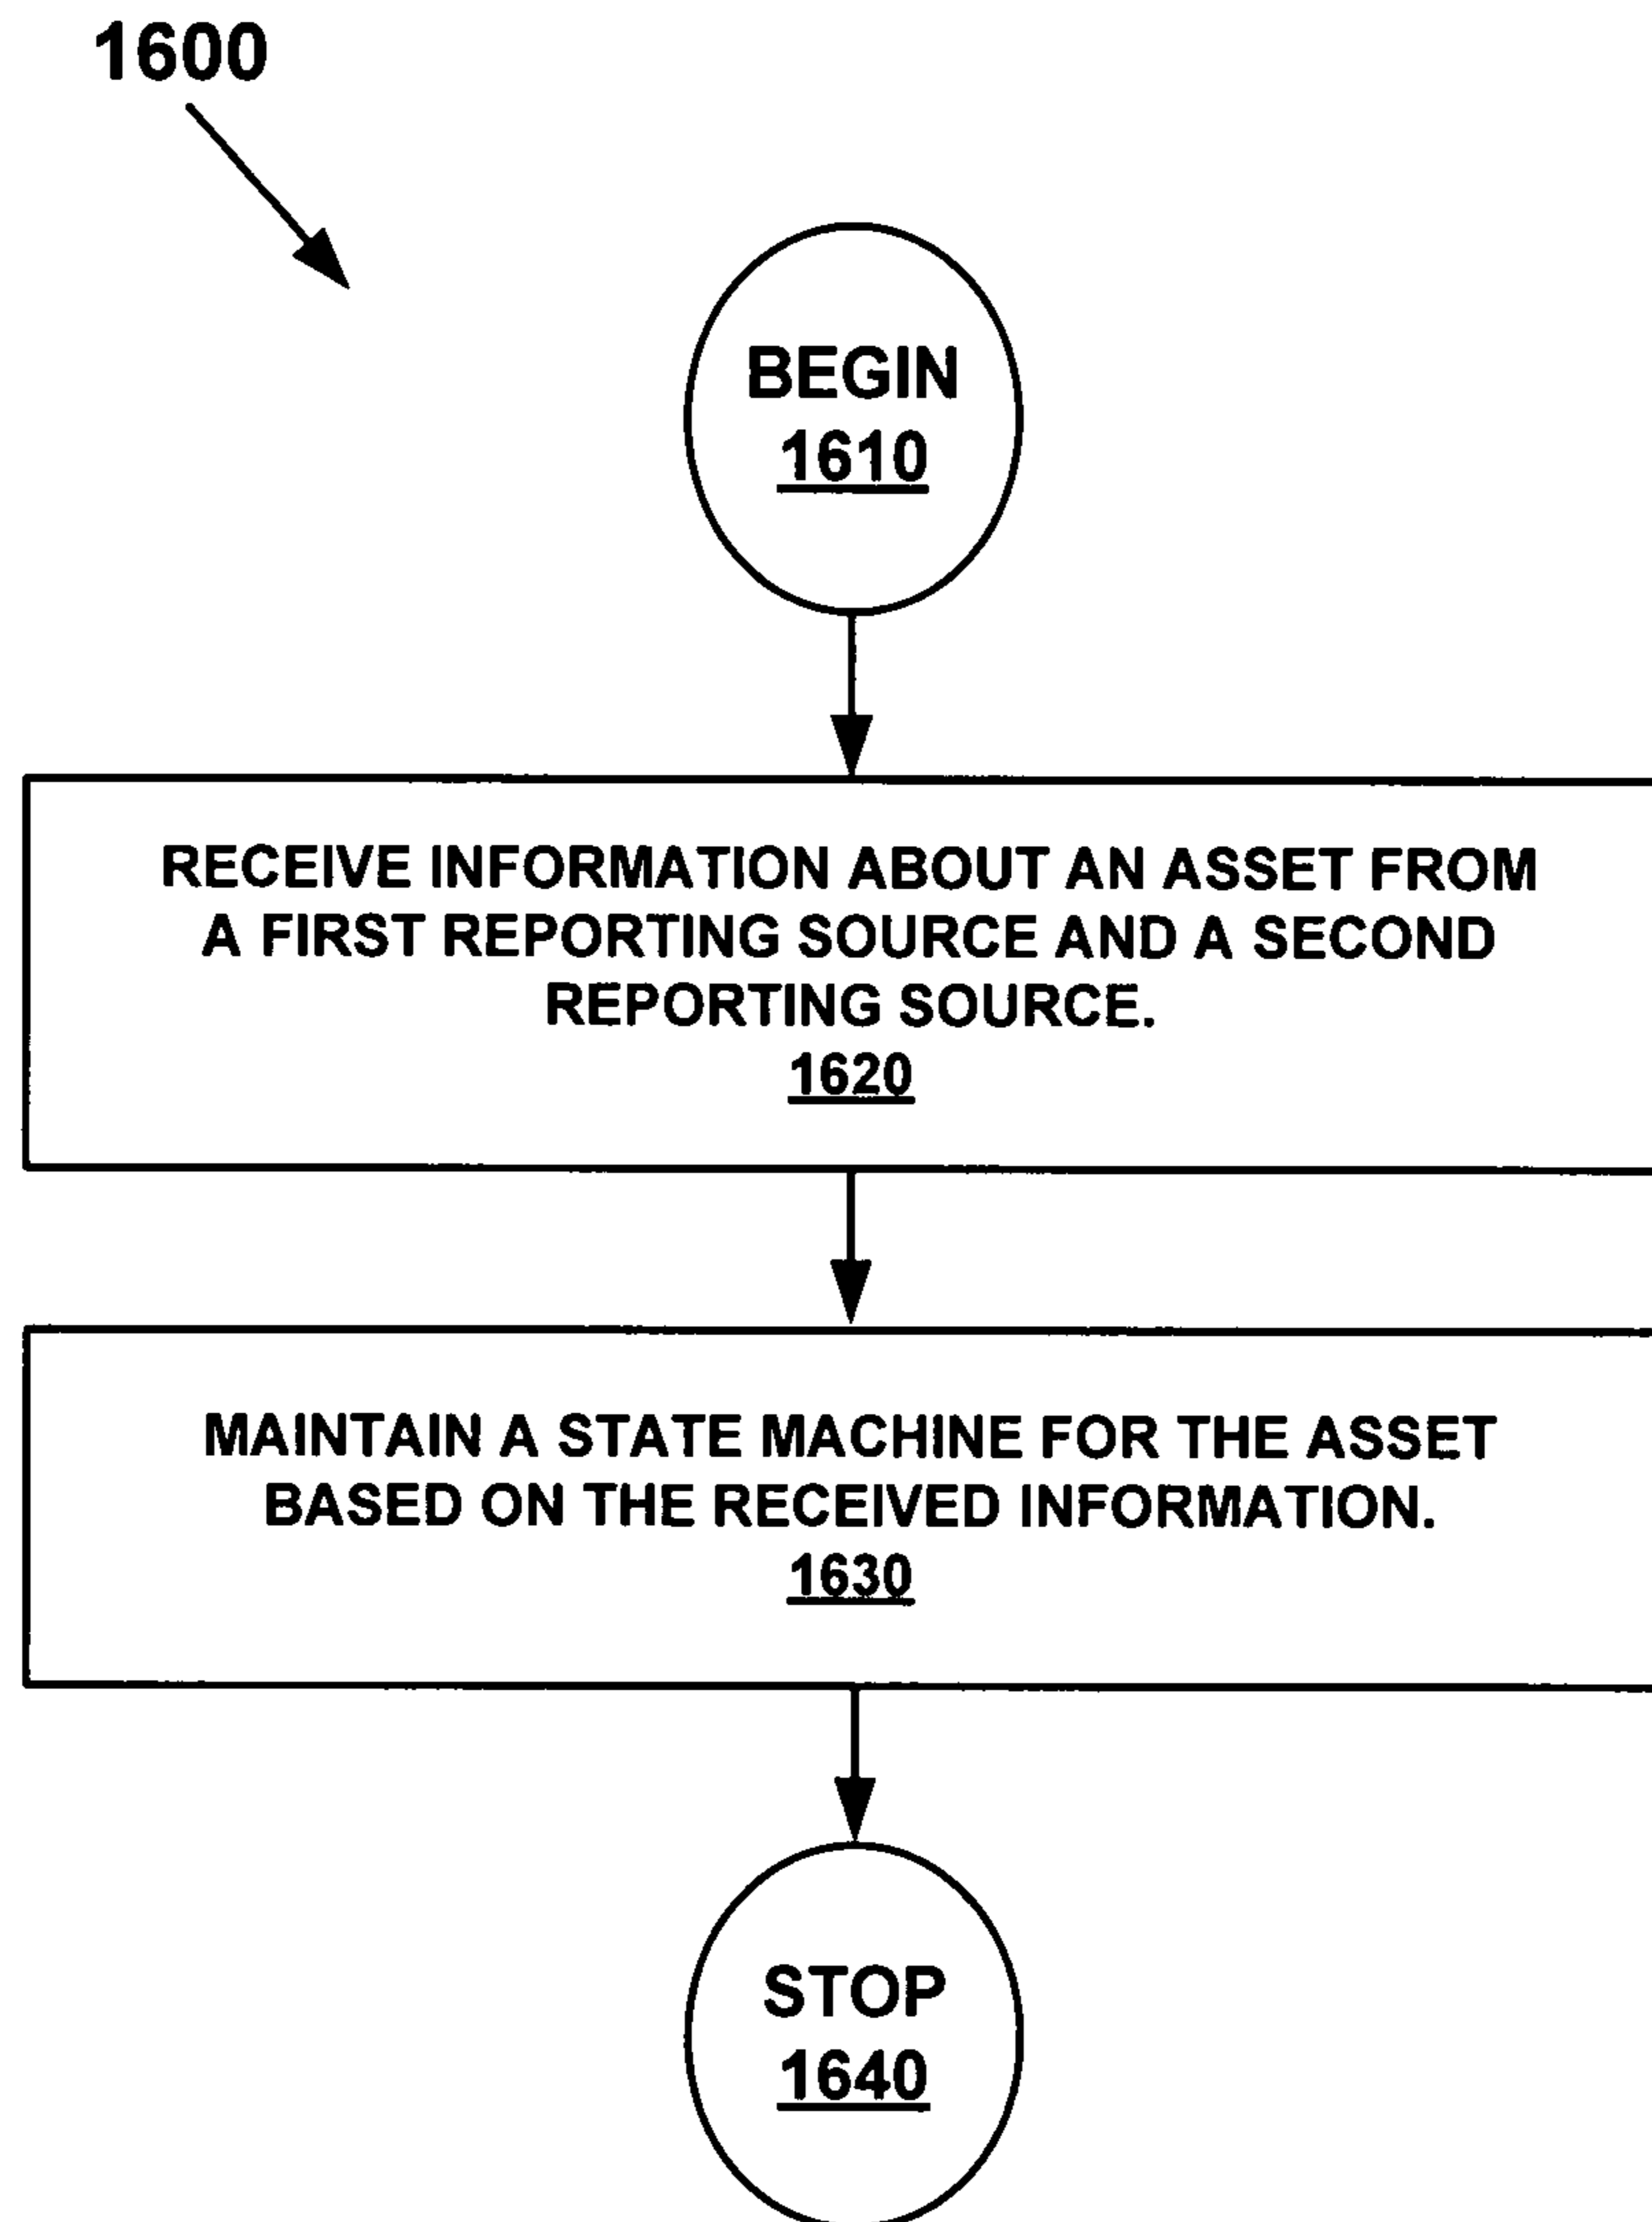 1600
BEGIN
1610
RECEIVE INFORMATION ABOUT AN ASSET FROM
A FIRST REPORTING SOURCE AND A SECOND
REPORTING SOURCE.
1620
MAINTAIN A STATE MACHINE FOR THE ASSET
BASED ON THE RECEIVED INFORMATION.
1630
STOP
1640